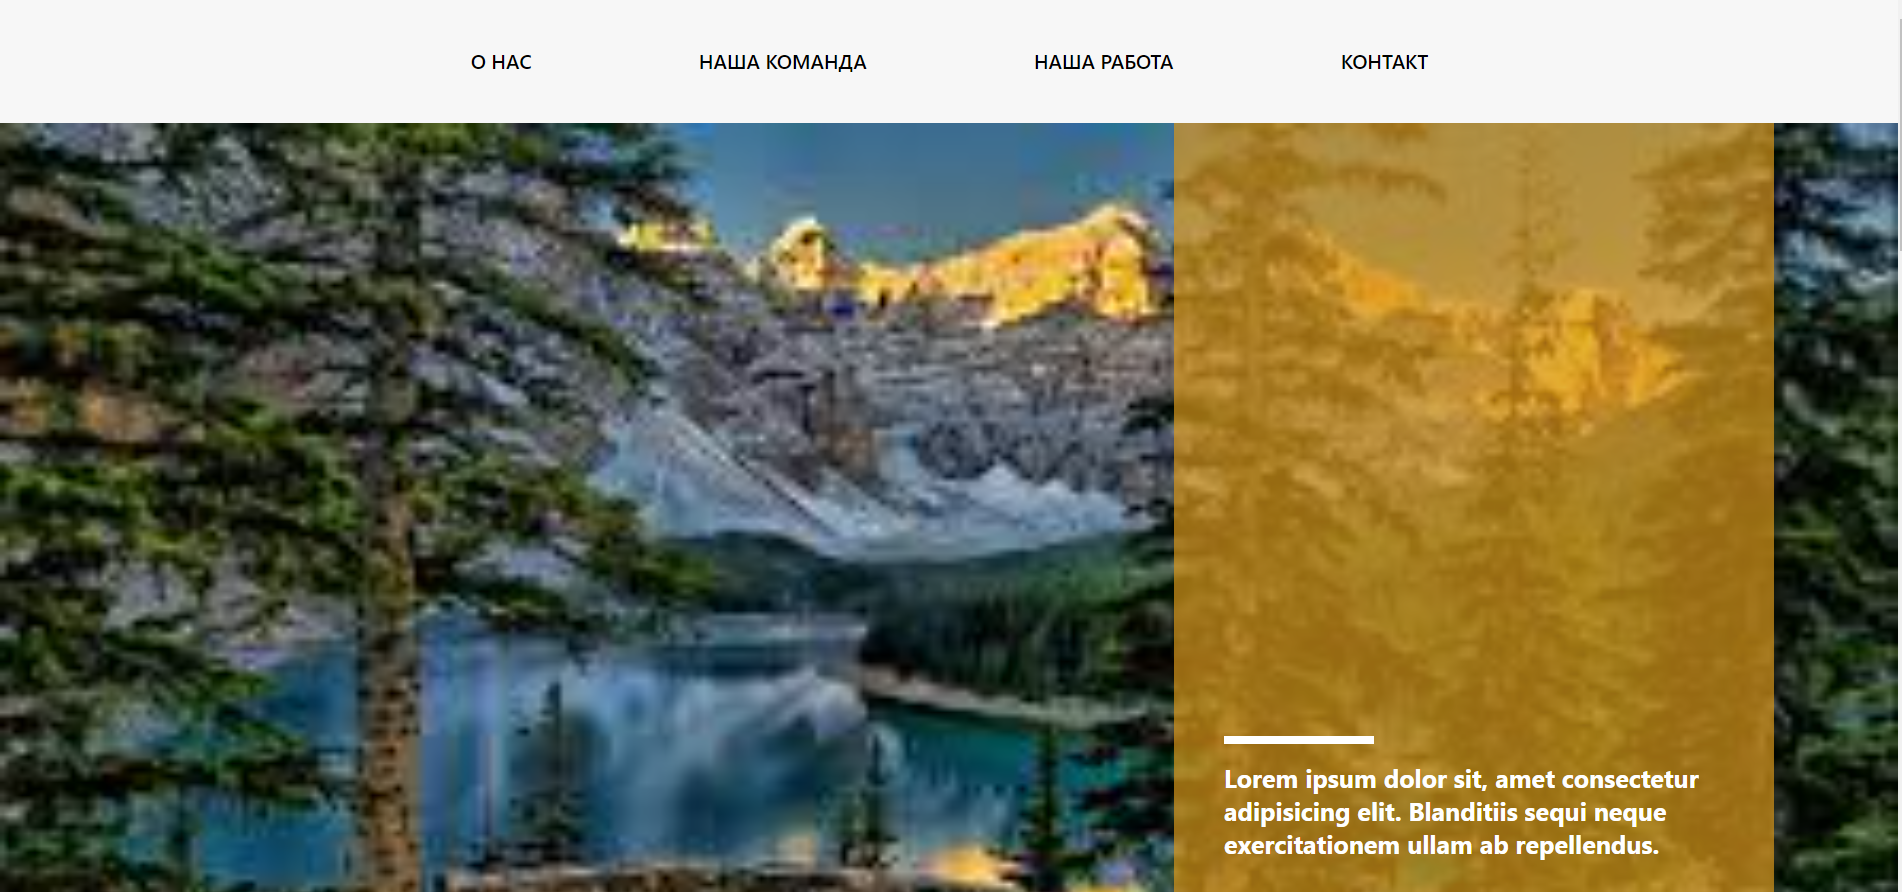 О НАС
НАША КОМАНДА
НАША РАБОТА
КОНТАКТ
Lorem ipsum dolor sit, amet consectetur
adipisicing elit. Blanditiis sequi neque
exercitationem ullam ab repellendus.